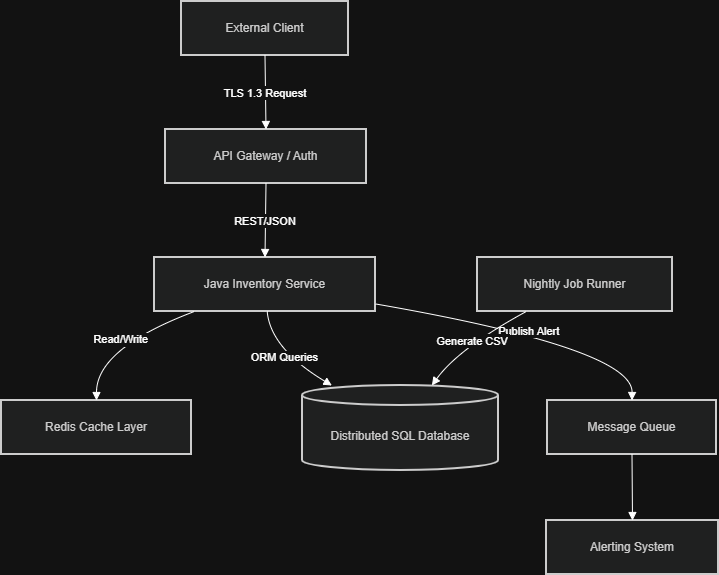 External Client
TLS 1.3 Request
API Gateway / Auth
REST/JSON
Java Inventory Service
Nightly Job Runner
Read/Write
ORM Queries
Generate CSV
Publish Alert
Redis Cache Layer
Distributed SQL Database
Message Queue
Alerting System